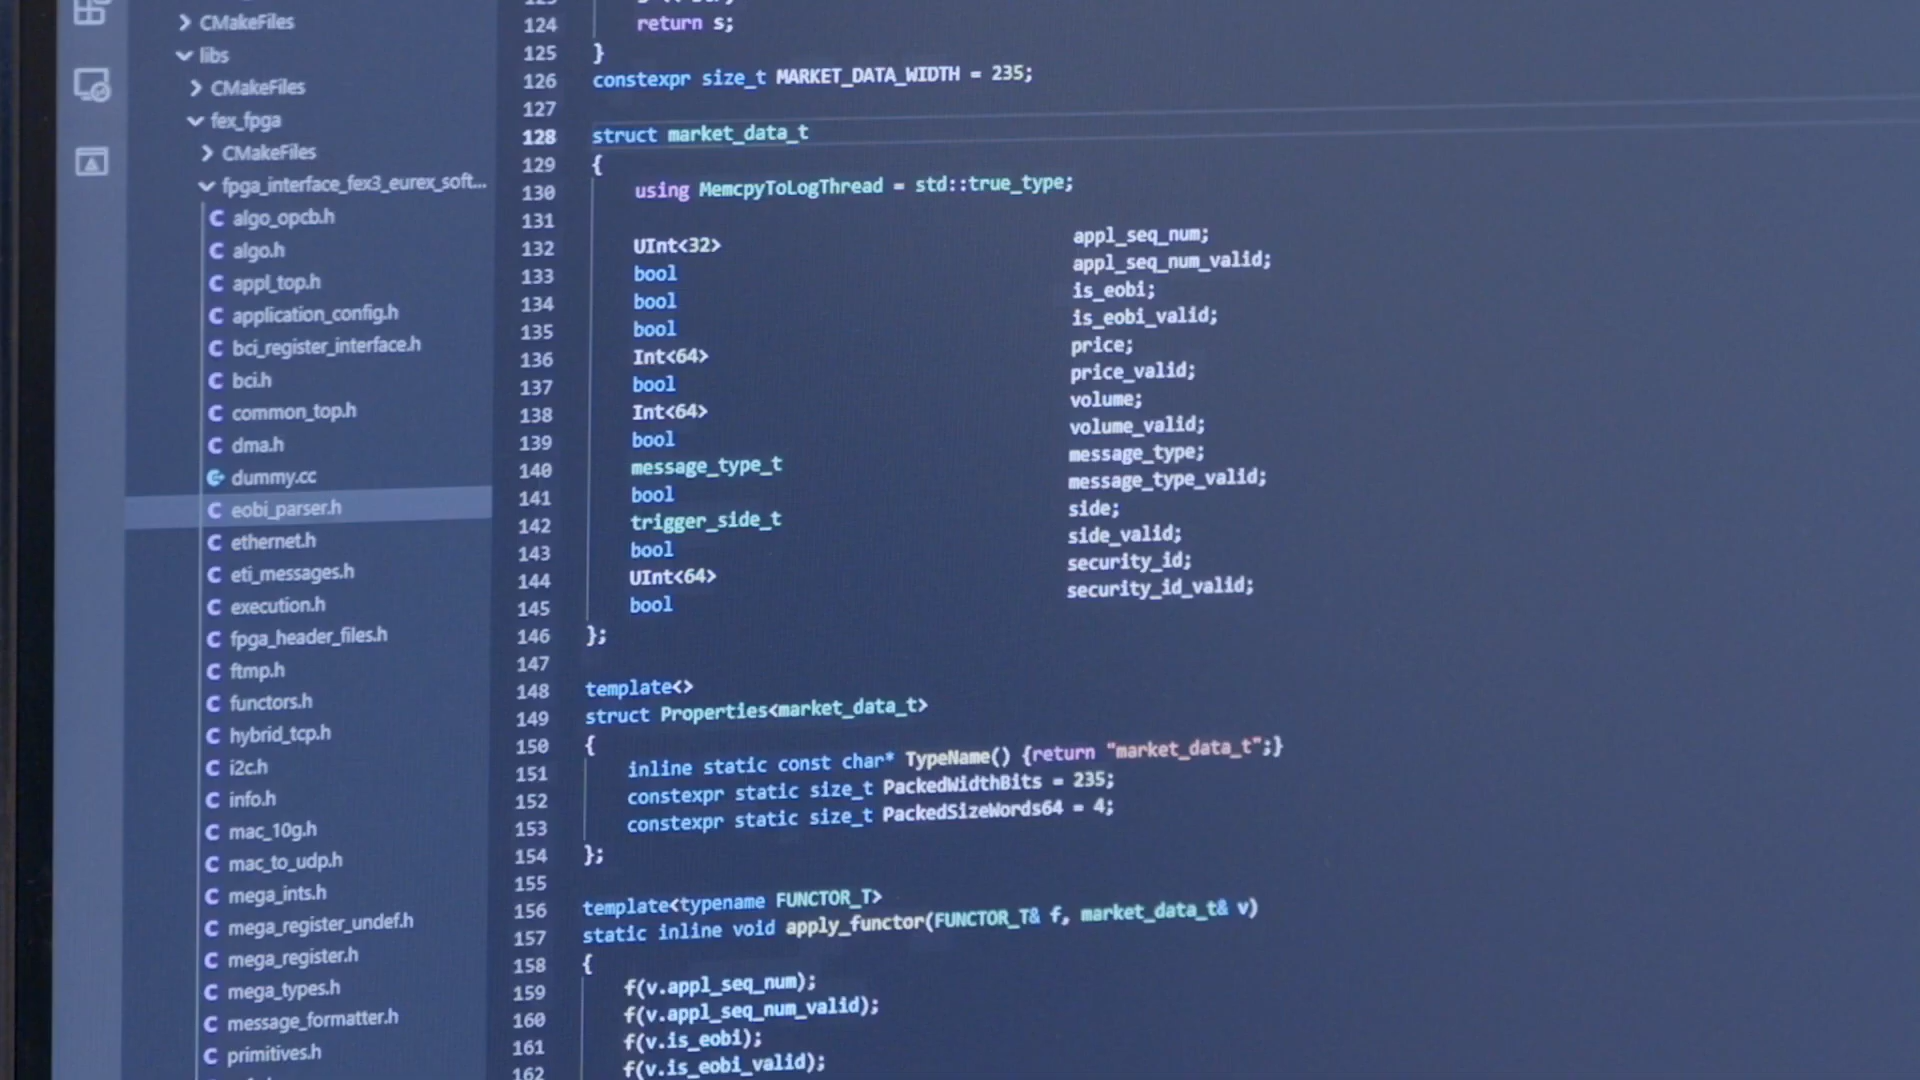 CMakeFiles
libs
CMakeFiles
fex_fpga
CMakeFiles
fpga_interface_fex3_eurex_soft...
algo_opcb.h
algo.h
appl_top.h
application_config.h
bci_register_interface.h
bci.h
common_top.h
dma.h
dummy.cc
eobi_parser.h
ethernet.h
eti_messages.h
execution.h
fpga_header_files.h
ftmp.h
functors.h
hybrid_tcp.h
i2c.h
info.h
mac_10g.h
mac_to_udp.h
mega_ints.h
mega_register_undef.h
mega_register.h
mega_types.h
message_formatter.h
primitives.h
124 return s;
125 }
126 constexpr size_t MARKET_DATA_WIDTH = 235;
127
128 struct market_data_t
129 {
130 using MemcpyToLogThread = std::true_type;
131
132 UInt<32> appl_seq_num;
133 bool appl_seq_num_valid;
134 bool is_eobi;
135 bool is_eobi_valid;
136 Int<64> price;
137 bool price_valid;
138 Int<64> volume;
139 bool volume_valid;
140 message_type_t message_type;
141 bool message_type_valid;
142 trigger_side_t side;
143 bool side_valid;
144 UInt<64> security_id;
145 bool security_id_valid;
146 };
147
148 template<>
149 struct Properties<market_data_t>
150 {
151 inline static const char* TypeName() {return "market_data_t";}
152 constexpr static size_t PackedWidthBits = 235;
153 constexpr static size_t PackedSizeWords64 = 4;
154 };
155
156 template<typename FUNCTOR_T>
157 static inline void apply_functor(FUNCTOR_T& f, market_data_t& v)
158 {
159 f(v.appl_seq_num);
160 f(v.appl_seq_num_valid);
161 f(v.is_eobi);
162 f(v.is_eobi_valid);